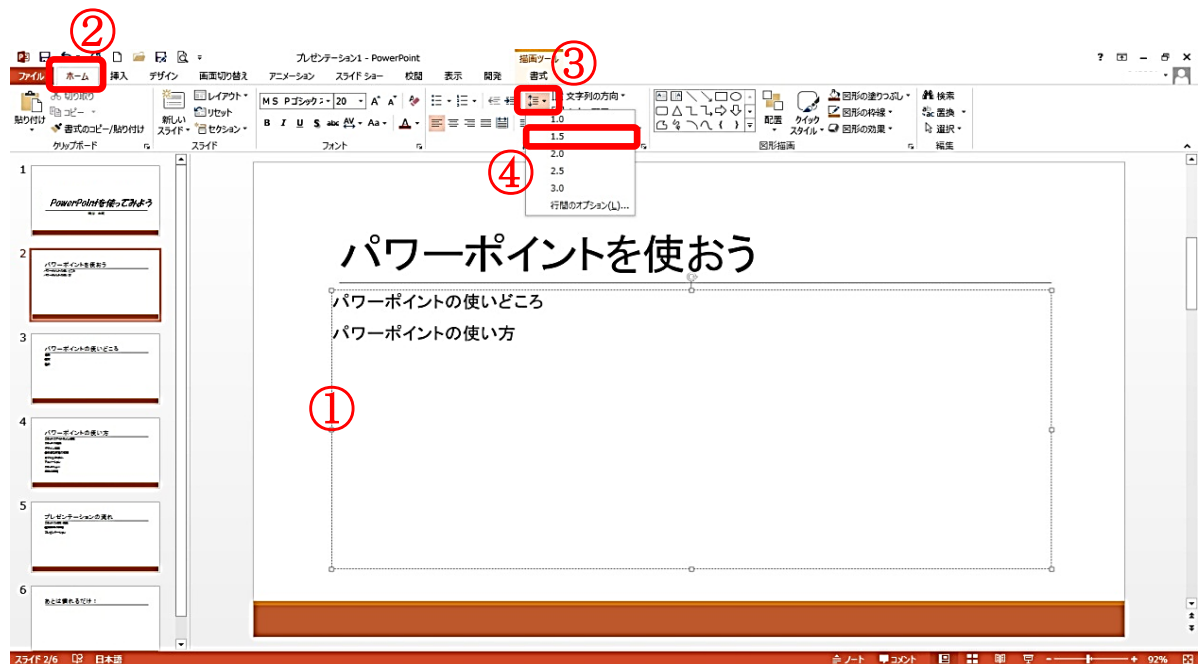 ②
プレゼンテーション1 - PowerPoint
描画ツール
③
ファイル ホーム 挿入 デザイン 画面切り替え アニメーション スライド ショー 校閲 表示 開発 書式
貼り付け
切り取り
コピー
書式のコピー/貼り付け
クリップボード
新しい
スライド
レイアウト
リセット
セクション
スライド
ＭＳ Ｐゴシック 20
B I U S abc AV Aa A
フォント
文字列の方向
1.0
1.5
2.0
2.5
3.0
行間のオプション(L)...
④
配置
クイック
スタイル
図形の塗りつぶし
図形の枠線
図形の効果
図形描画
検索
置換
選択
編集
1
PowerPointを使ってみよう
2
パワーポイントを使おう
3
パワーポイントの使いどころ
4
パワーポイントの使い方
5
プレゼンテーションの流れ
6
あとは慣れるだけ！
パワーポイントを使おう
パワーポイントの使いどころ
パワーポイントの使い方
①
スライド 2/6 日本語 ノート コメント 92%